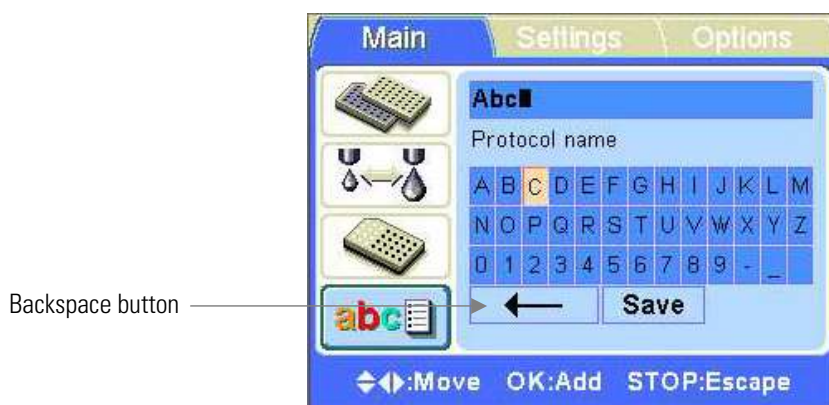 Main Settings Options
Abc
Protocol name
A B C D E F G H I J K L M
N O P Q R S T U V W X Y Z
0 1 2 3 4 5 6 7 8 9 - _
Backspace button
← Save
abc
:Move OK:Add STOP:Escape